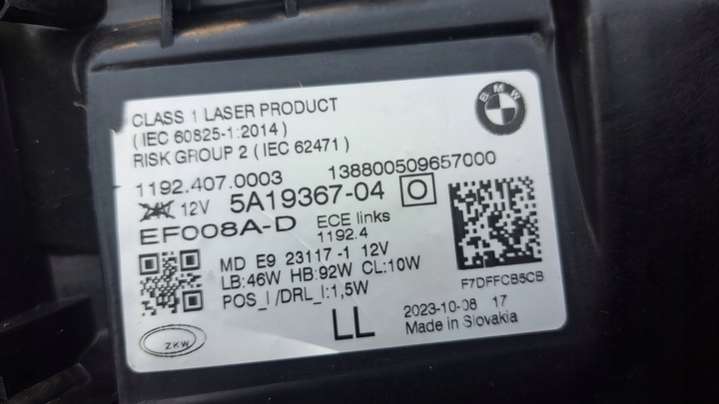 BMW
CLASS 1 LASER PRODUCT
(IEC 60825-1:2014)
RISK GROUP 2 (IEC 62471)
1192.407.0003 138800509657000
24V 12V 5A19367-04
EF008A-D ECE links
1192.4
MD E9 23117 -1 12V
LB:46W HB:92W CL:10W
POS_I/DRL_I:1,5W
F7DFFCB5CB
ZKW
LL
2023-10-08 17
Made in Slovakia